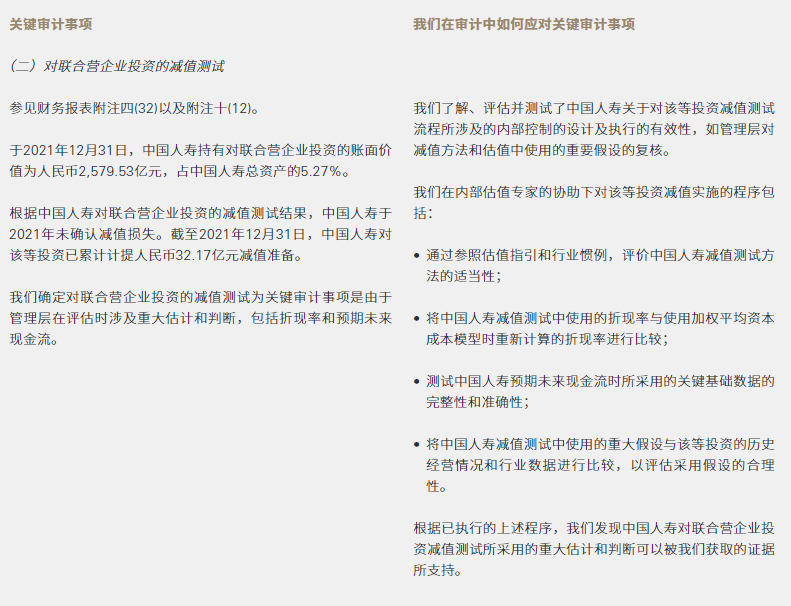 关键审计事项
(二）对联合营企业投资的减值测试
参见财务报表附注四(32)以及附注十(12)。
于2021年12月31日，中国人寿持有对联合营企业投资的账面价
值为人民币2,579.53亿元，占中国人寿总资产的5.27%。
根据中国人寿对联合营企业投资的减值测试结果，中国人寿于
2021年未确认减值损失。截至2021年12月31日，中国人寿对
该等投资已累计计提人民币32.17亿元减值准备。
我们确定对联合营企业投资的减值测试为关键审计事项是由于
管理层在评估时涉及重大估计和判断，包括折现率和预期未来
现金流。
我们在审计中如何应对关键审计事项
我们了解、评估并测试了中国人寿关于对该等投资减值测试
流程所涉及的内部控制的设计及执行的有效性，如管理层对
减值方法和估值中使用的重要假设的复核。
我们在内部估值专家的协助下对该等投资减值实施的程序包
括：
• 通过参照估值指引和行业惯例，评价中国人寿减值测试方
法的适当性；
• 将中国人寿减值测试中使用的折现率与使用加权平均资本
成本模型时重新计算的折现率进行比较；
• 测试中国人寿预期未来现金流时所采用的关键基础数据的
完整性和准确性；
• 将中国人寿减值测试中使用的重大假设与该等投资的历史
经营情况和行业数据进行比较，以评估采用假设的合理
性。
根据已执行的上述程序，我们发现中国人寿对联合营企业投
资减值测试所采用的重大估计和判断可以被我们获取的证据
所支持。